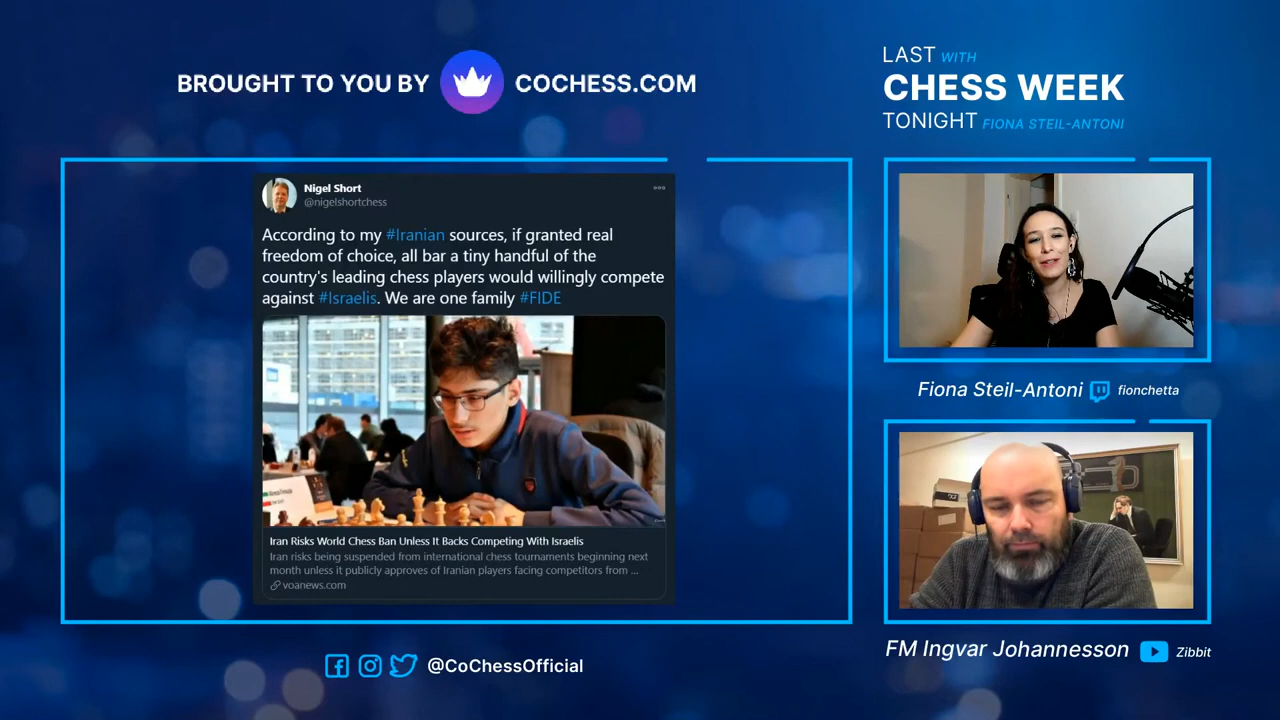 BROUGHT TO YOU BY COCHESS.COM
LAST WITH
CHESS WEEK
TONIGHT FIONA STEIL-ANTONI
Nigel Short
@nigelshortchess
According to my #Iranian sources, if granted real
freedom of choice, all bar a tiny handful of the
country's leading chess players would willingly compete
against #Israelis. We are one family #FIDE
Iran Risks World Chess Ban Unless It Backs Competing With Israelis
Iran risks being suspended from international chess tournaments beginning next
month unless it publicly approves of Iranian players facing competitors from ...
voanews.com
Fiona Steil-Antoni fionchetta
FM Ingvar Johannesson Zibbit
@CoChessOfficial